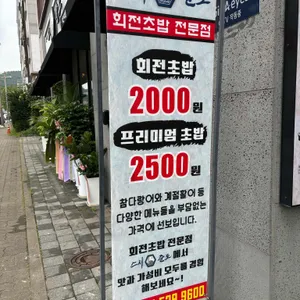 회전초밥 전문점
회전초밥
2000원
프리미엄 초밥
2500원
참다랑어와 계절활어 등
다양한 메뉴들을 부담없는
가격에 선보입니다.
회전초밥 전문점
에서
맛과 가성비 모두를 경험
해보세요~!
9600